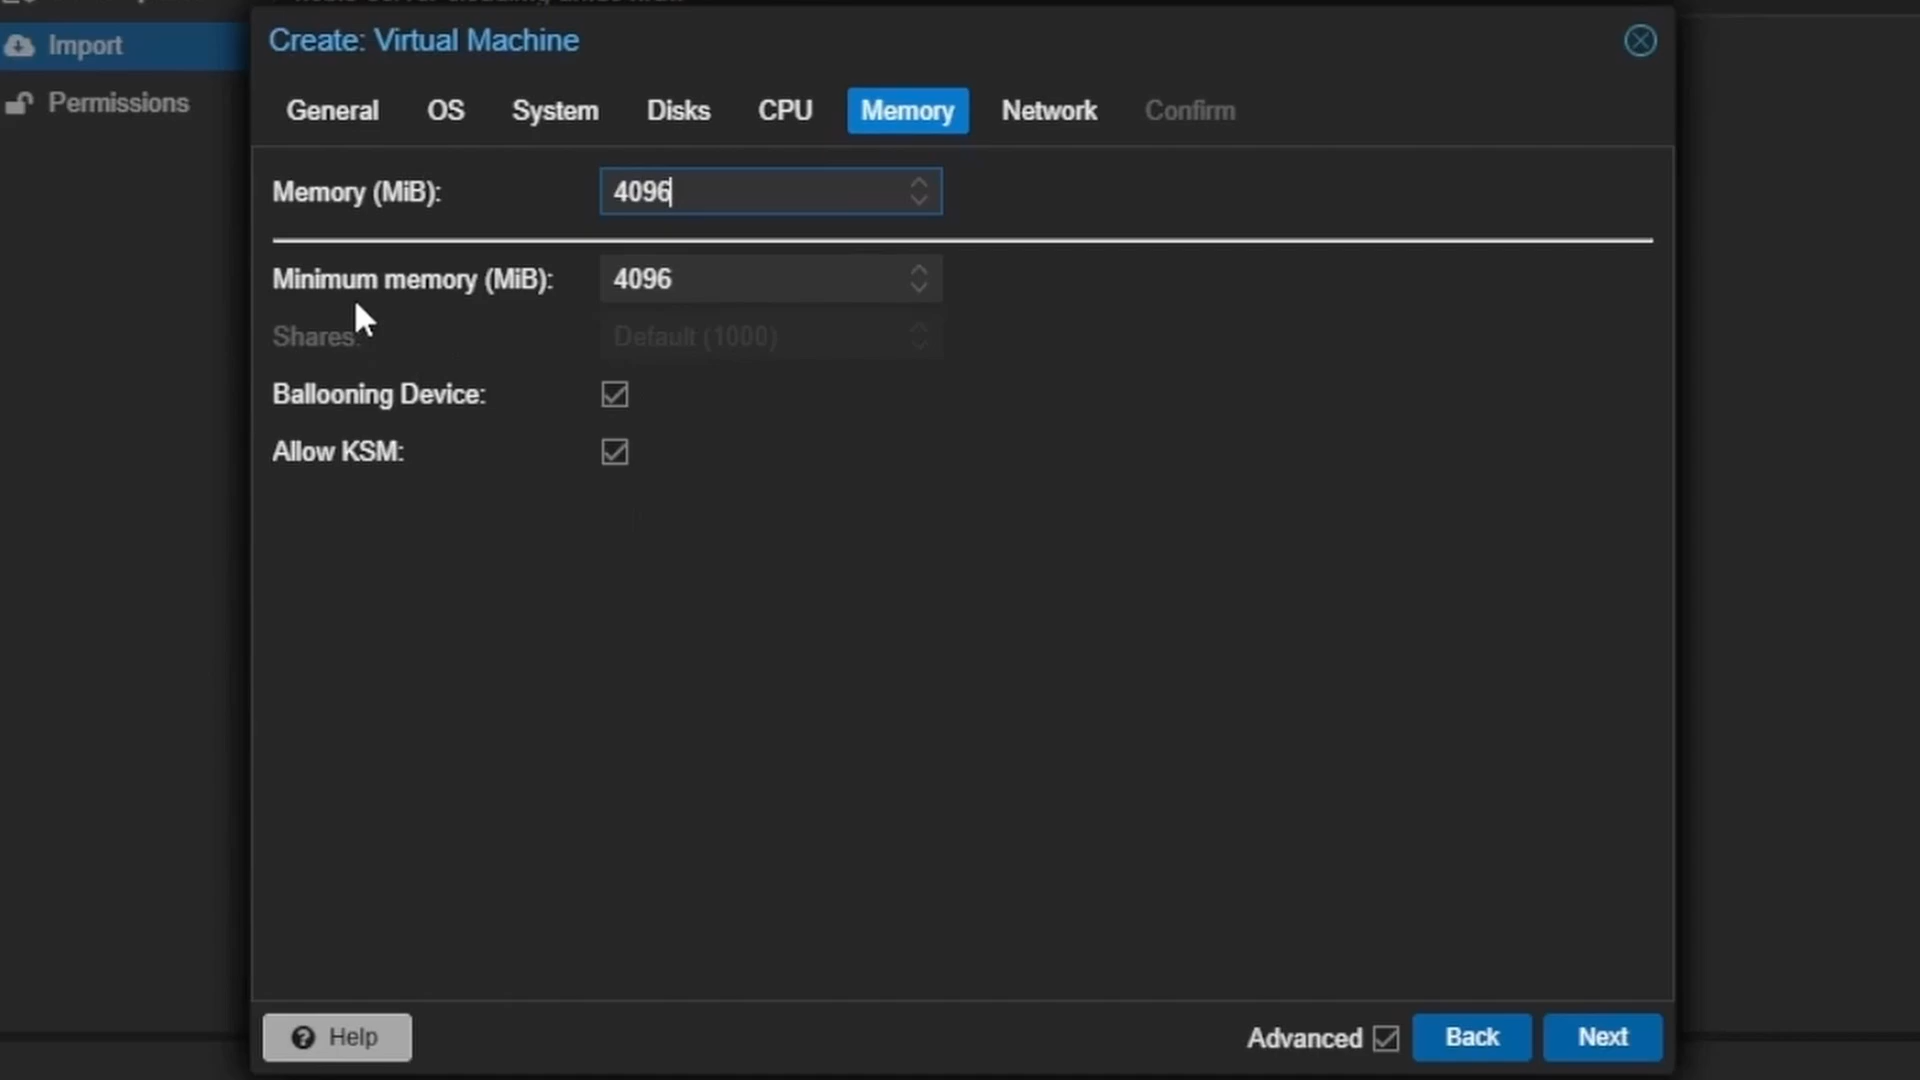 Create: Virtual Machine
Import
Permissions
General OS System Disks CPU Memory Network Confirm
Memory (MiB): 4096
Minimum memory (MiB): 4096
Shares: Default (1000)
Ballooning Device:
Allow KSM:
Help Advanced Back Next